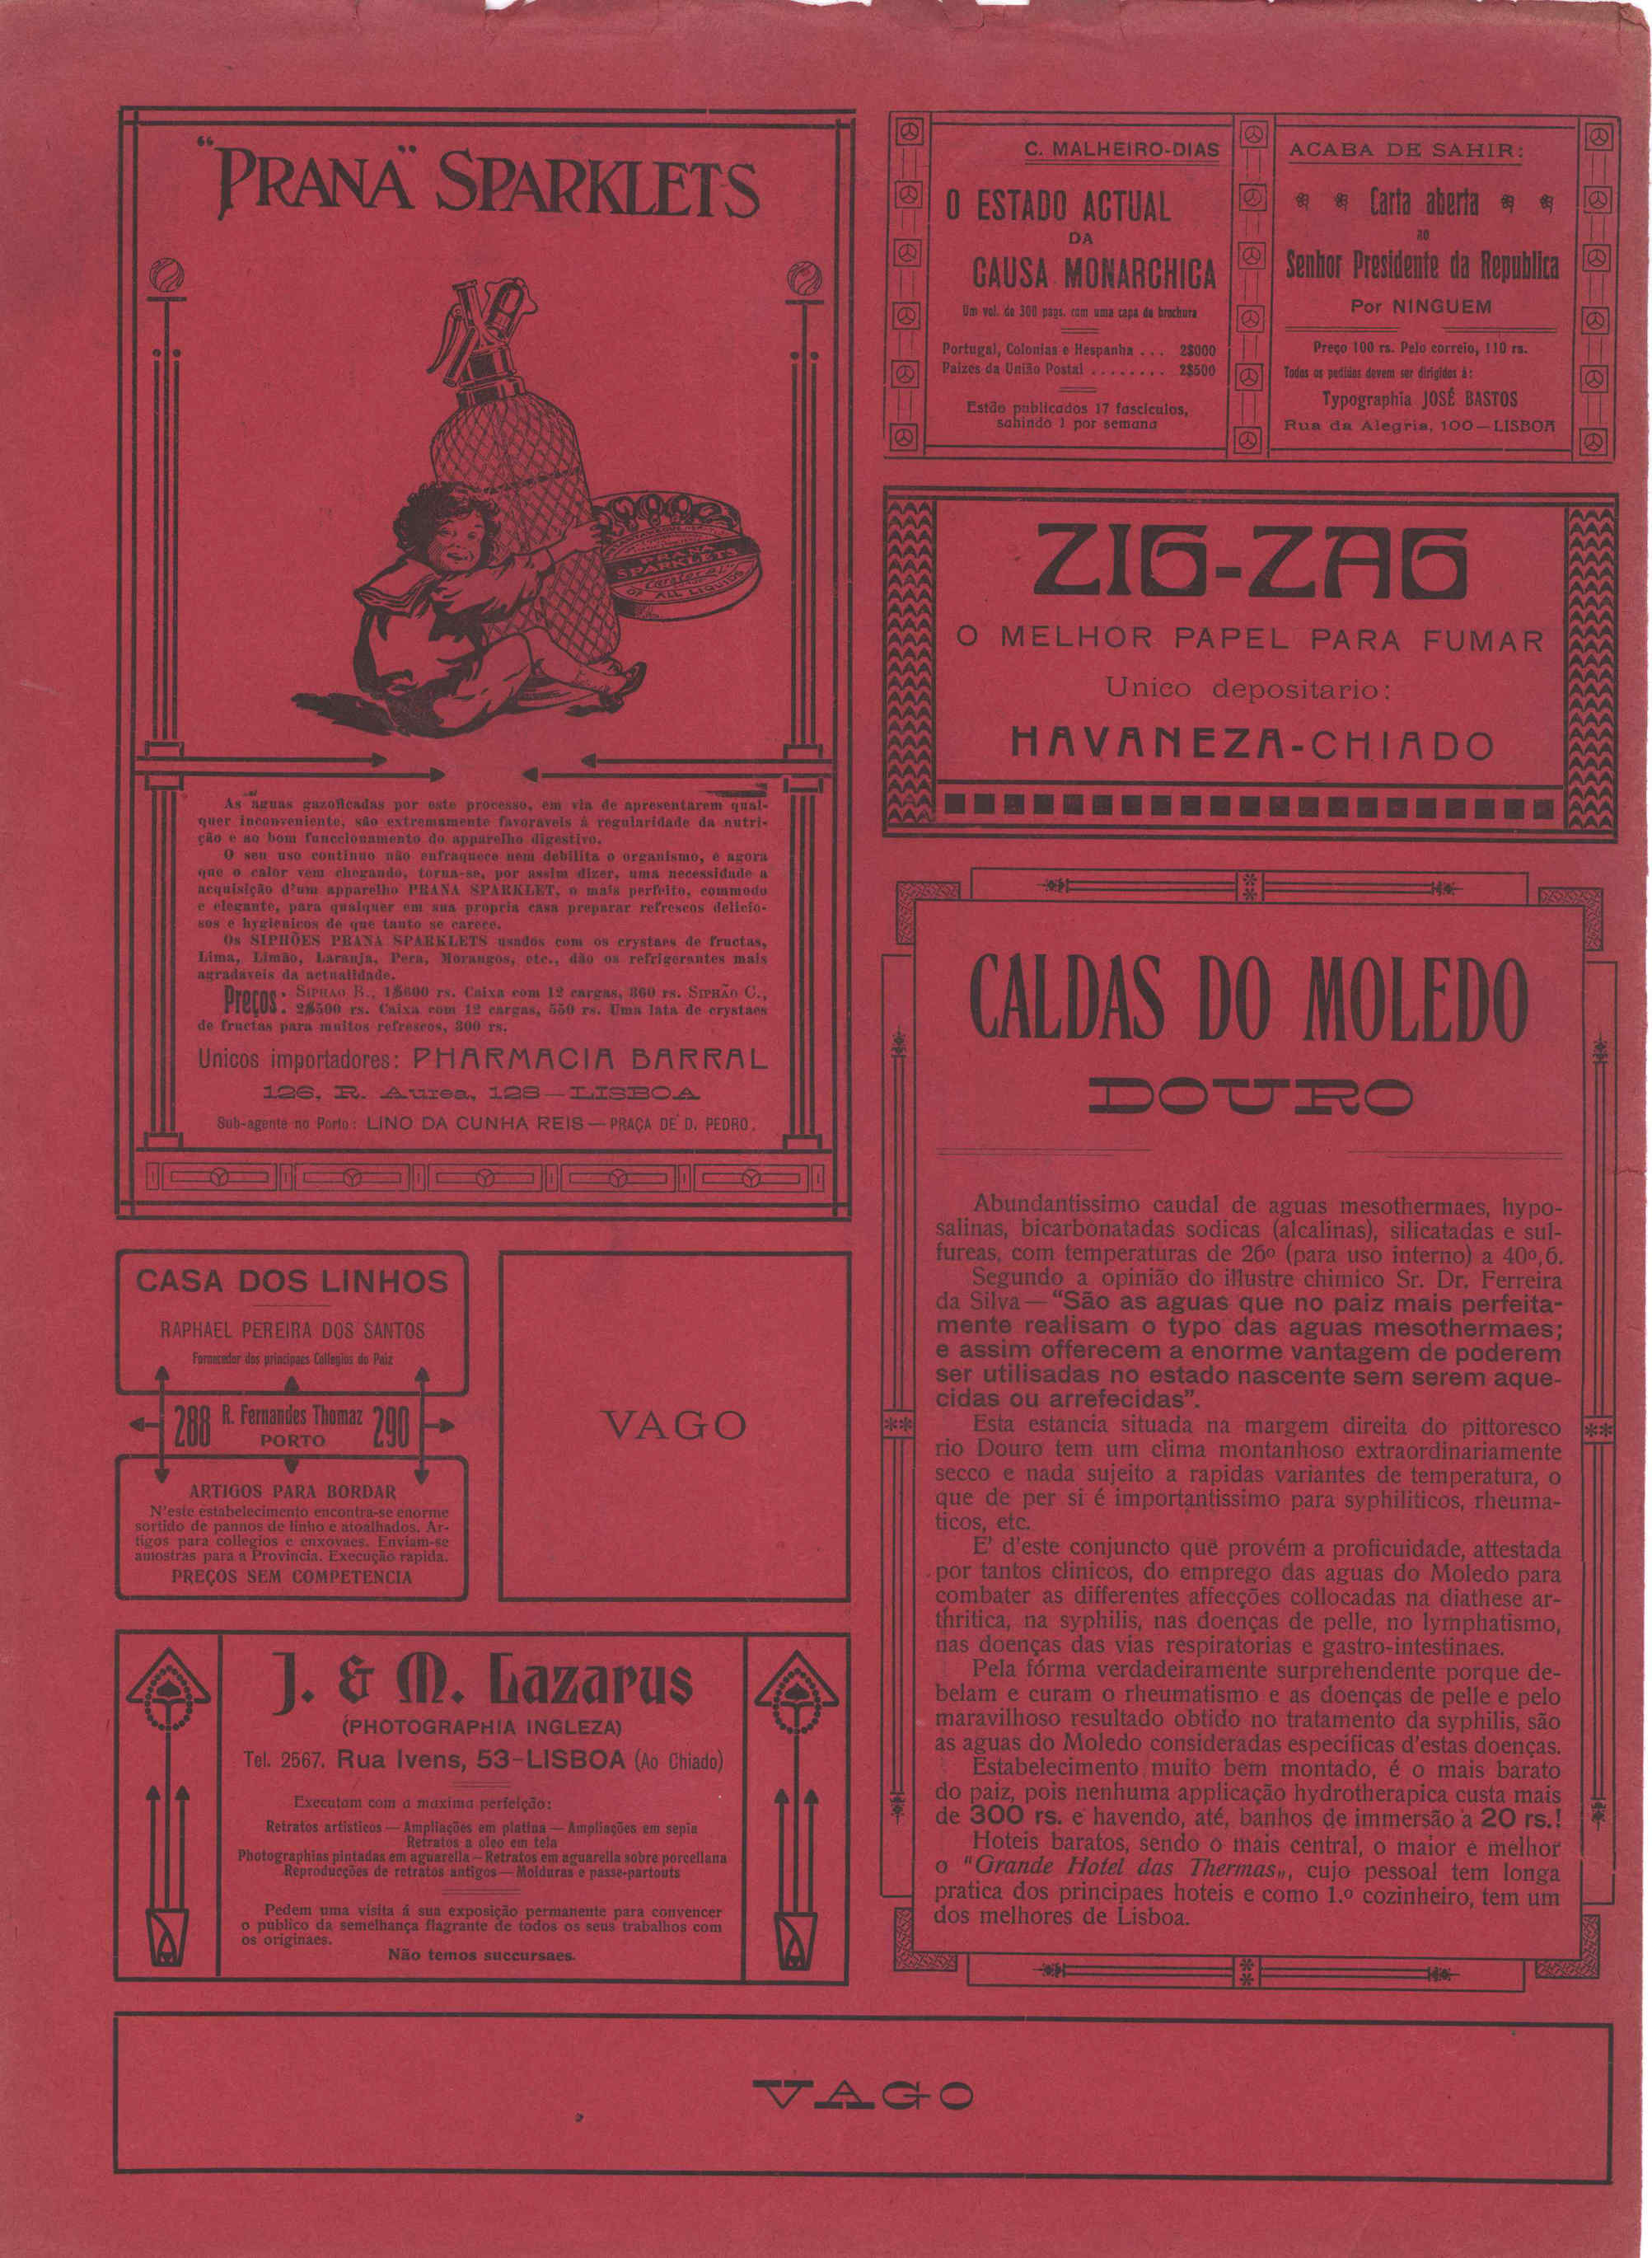 "PRANA" SPARKLETS
PRANA
SPARKLETS
OF ALL LIQUIDS
As aguas gazoficadas por este processo, em via de apresentarem qual-
quer inconveniente, são extremamente favoraveis á regularidade da nutri-
ção e ao bom funccionamento do apparelho digestivo.
O seu uso continuo não enfraquece nem debilita o organismo, e agora
que o calor vem chegando, torna-se, por assim dizer, uma necessidade a
acquisição d'um apparelho PRANA SPARKLET, o mais perfeito, commodo
e elegante, para qualquer em sua propria casa preparar refrescos delicio-
sos e hygienicos de que tanto se carece.
Os SIPHÕES PRANA SPARKLETS usados com os crystaes de fructas,
Lima, Limão, Laranja, Pera, Morangos, etc., dão os refrigerantes mais
agradaveis da actualidade.
Preços: SIPHAO B., 1$600 rs. Caixa com 12 cargas, 360 rs. SIPHÃO C.,
2$500 rs. Caixa com 12 cargas, 550 rs. Uma lata de crystaes
de fructas para muitos refrescos, 300 rs.
Unicos importadores: PHARMACIA BARRAL
126, R. Aurea, 128—LISBOA
Sub-agente no Porto: LINO DA CUNHA REIS—PRAÇA DE D. PEDRO.
C. MALHEIRO-DIAS
O ESTADO ACTUAL
DA
CAUSA MONARCHICA
Um vol. de 300 pags. com uma capa de brochura
Portugal, Colonias e Hespanha ... 2$000
Paizes da União Postal ........ 2$500
Estão publicados 17 fasciculos,
sahindo 1 por semana
ACABA DE SAHIR:
Carta aberta
ao
Senhor Presidente da Republica
Por NINGUEM
Preço 100 rs. Pelo correio, 110 rs.
Todos os pedidos devem ser dirigidos á:
Typographia JOSÉ BASTOS
Rua da Alegria, 100—LISBOA
ZIG-ZAG
O MELHOR PAPEL PARA FUMAR
Unico depositario:
HAVANEZA-CHIADO
CALDAS DO MOLEDO
DOURO
Abundantissimo caudal de aguas mesothermaes, hypo-
salinas, bicarbonatadas sodicas (alcalinas), silicatadas e sul-
fureas, com temperaturas de 26º (para uso interno) a 40º,6.
Segundo a opinião do illustre chimico Sr. Dr. Ferreira
da Silva—"São as aguas que no paiz mais perfeita-
mente realisam o typo das aguas mesothermaes;
e assim offerecem a enorme vantagem de poderem
ser utilisadas no estado nascente sem serem aque-
cidas ou arrefecidas".
Esta estancia situada na margem direita do pittoresco
rio Douro tem um clima montanhoso extraordinariamente
secco e nada sujeito a rapidas variantes de temperatura, o
que de per si é importantissimo para syphiliticos, rheuma-
ticos, etc.
E' d'este conjuncto que provém a proficuidade, attestada
por tantos clinicos, do emprego das aguas do Moledo para
combater as differentes affecções collocadas na diathese ar-
thritica, na syphilis, nas doenças de pelle, no lymphatismo,
nas doenças das vias respiratorias e gastro-intestinaes.
Pela fórma verdadeiramente surprehendente porque de-
belam e curam o rheumatismo e as doenças de pelle e pelo
maravilhoso resultado obtido no tratamento da syphilis, são
as aguas do Moledo consideradas especificas d'estas doenças.
Estabelecimento muito bem montado, é o mais barato
do paiz, pois nenhuma applicação hydrotherapica custa mais
de 300 rs. e havendo, até, banhos de immersão a 20 rs.!
Hoteis baratos, sendo o mais central, o maior e melhor
o "Grande Hotel das Thermas„, cujo pessoal tem longa
pratica dos principaes hoteis e como 1.º cozinheiro, tem um
dos melhores de Lisboa.
CASA DOS LINHOS
RAPHAEL PEREIRA DOS SANTOS
Fornecedor dos principaes Collegios do Paiz
288 R. Fernandes Thomaz 290
PORTO
ARTIGOS PARA BORDAR
N'este estabelecimento encontra-se enorme
sortido de pannos de linho e atoalhados. Ar-
tigos para collegios e enxovaes. Enviam-se
amostras para a Provincia. Execução rapida.
PREÇOS SEM COMPETENCIA
VAGO
J. & M. Lazarus
(PHOTOGRAPHIA INGLEZA)
Tel. 2567. Rua Ivens, 53-LISBOA (Ao Chiado)
Executam com a maxima perfeição:
Retratos artisticos—Ampliações em platina—Ampliações em sepia
Retratos a oleo em tela
Photographias pintadas em aguarella—Retratos em aguarella sobre porcellana
Reproducções de retratos antigos—Molduras e passe-partouts
Pedem uma visita á sua exposição permanente para convencer
o publico da semelhança flagrante de todos os seus trabalhos com
os originaes.
Não temos succursaes.
VAGO